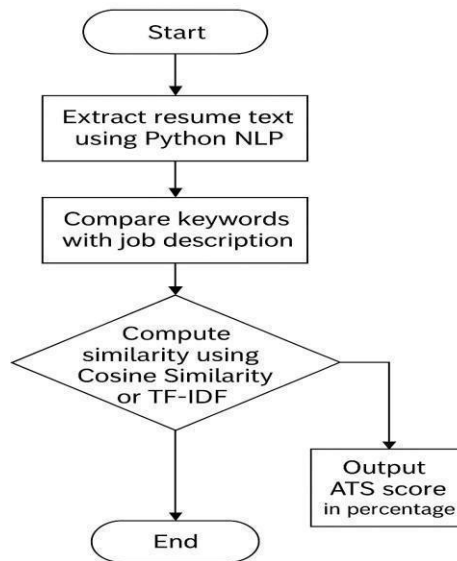 Start
Extract resume text
using Python NLP
Compare keywords
with job description
Compute
similarity using
Cosine Similarity
or TF-IDF
Output
ATS score
in percentage
End